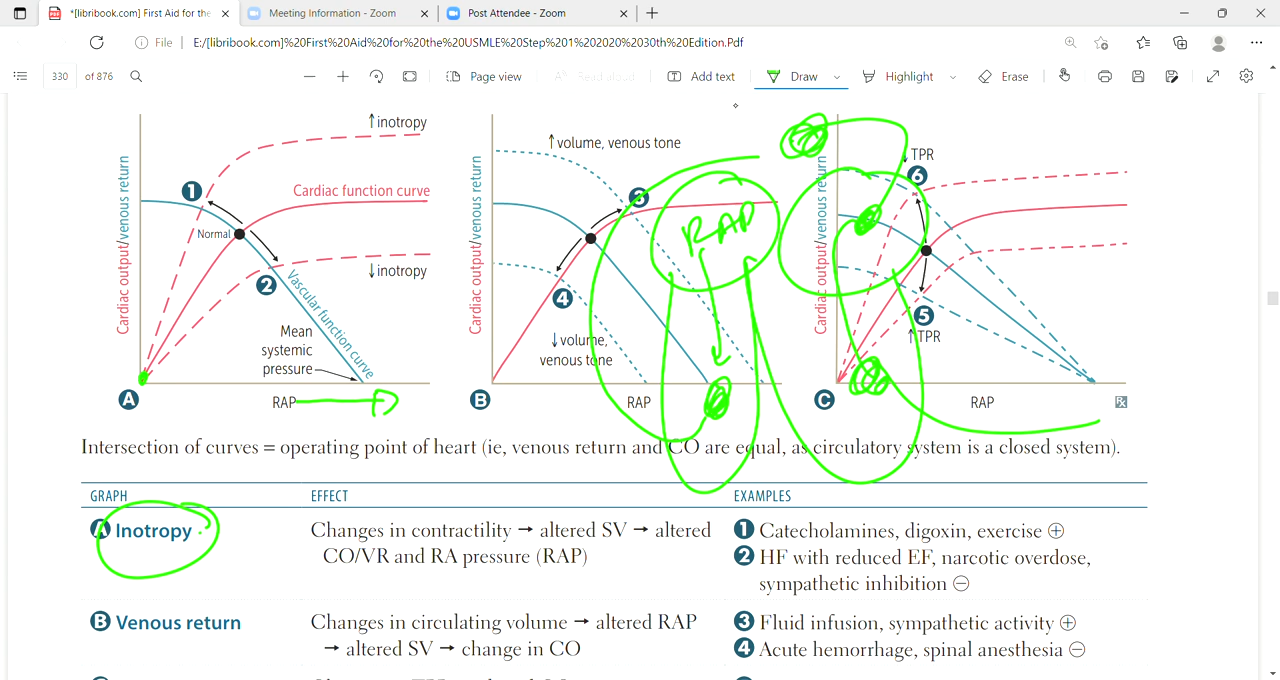 *[libribook.com] First Aid for the
Meeting Information - Zoom
Post Attendee - Zoom
File
E:/[libribook.com]%20First%20Aid%20for%20the%20USMLE%20Step%201%202020%2030th%20Edition.Pdf
330 of 876
Page view
Read aloud
Add text
Draw
Highlight
Erase
↑ inotropy
Cardiac function curve
Normal
↓ inotropy
Vascular function curve
Mean
systemic
pressure
Cardiac output/venous return
1
2
A
RAP
↑ volume, venous tone
3
RAP
4
↓ volume,
venous tone
Cardiac output/venous return
B
RAP
↓ TPR
6
5
↑ TPR
Cardiac output/venous return
C
RAP
Rx
Intersection of curves = operating point of heart (ie, venous return and CO are equal, as circulatory system is a closed system).
GRAPH EFFECT EXAMPLES
A Inotropy Changes in contractility → altered SV → altered 1 Catecholamines, digoxin, exercise ⊕
CO/VR and RA pressure (RAP) 2 HF with reduced EF, narcotic overdose,
sympathetic inhibition ⊖
B Venous return Changes in circulating volume → altered RAP 3 Fluid infusion, sympathetic activity ⊕
→ altered SV → change in CO 4 Acute hemorrhage, spinal anesthesia ⊖